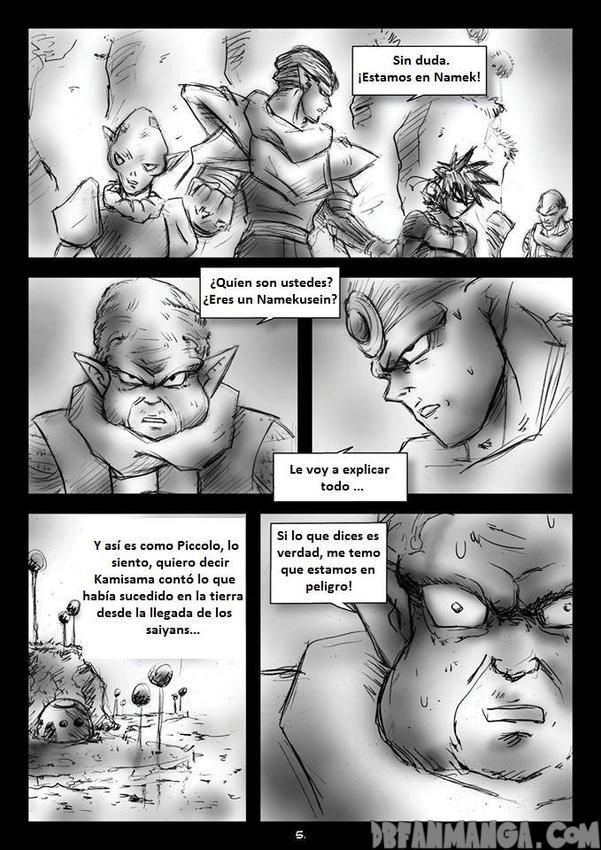 Sin duda.
¡Estamos en Namek!
¿Quien son ustedes?
¿Eres un Namekusein?
Le voy a explicar
todo ...
Y así es como Piccolo, lo
siento, quiero decir
Kamisama contó lo que
había sucedido en la tierra
desde la llegada de los
saiyans...
Si lo que dices es
verdad, me temo
que estamos en
peligro!
5.
DBFANMANGA.COM